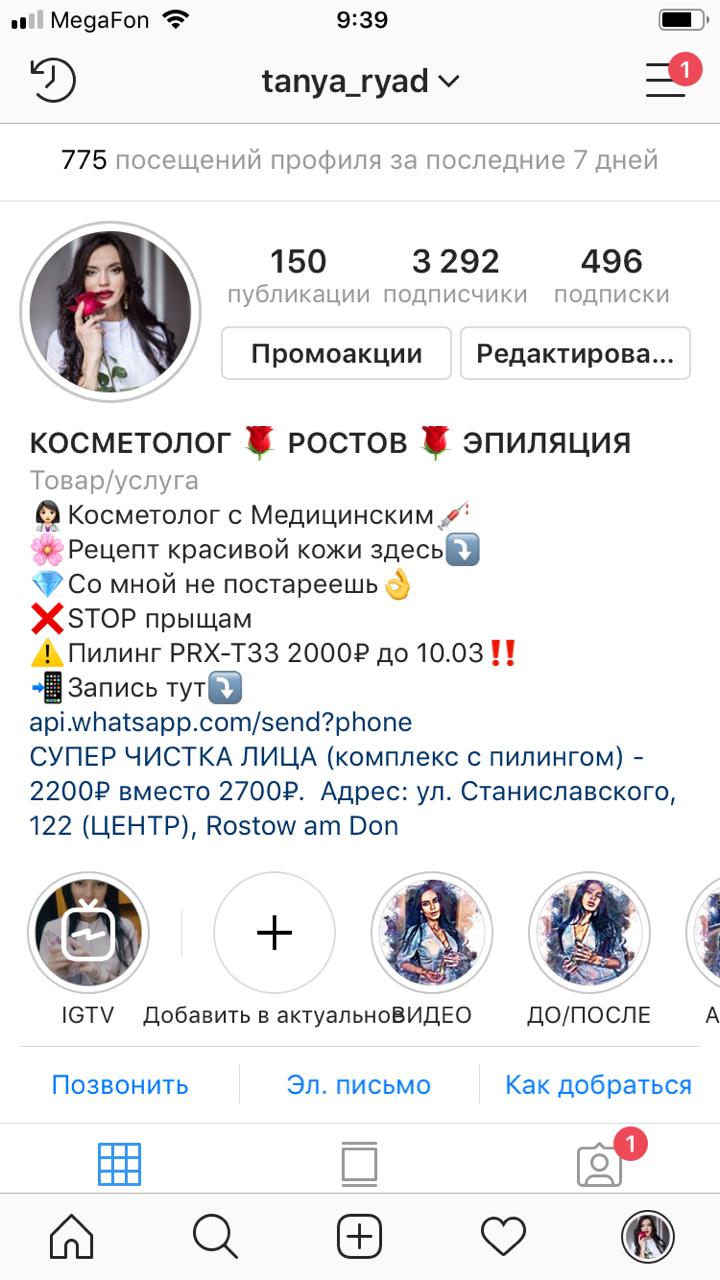 MegaFon 9:39
tanya_ryad 1
775 посещений профиля за последние 7 дней
150 3 292 496
публикации подписчики подписки
Промоакции Редактирова...
КОСМЕТОЛОГ 🌹 РОСТОВ 🌹 ЭПИЛЯЦИЯ
Товар/услуга
👩🏻‍⚕️Косметолог с Медицинским💉
🌸Рецепт красивой кожи здесь⤵️
💎Со мной не постареешь👌
❌STOP прыщам
⚠️Пилинг PRX-T33 2000₽ до 10.03‼️
📲Запись тут⤵️
api.whatsapp.com/send?phone
СУПЕР ЧИСТКА ЛИЦА (комплекс с пилингом) -
2200₽ вместо 2700₽. Адрес: ул. Станиславского,
122 (ЦЕНТР), Rostow am Don
IGTV Добавить в актуальное ВИДЕО ДО/ПОСЛЕ А
Позвонить Эл. письмо Как добраться
1